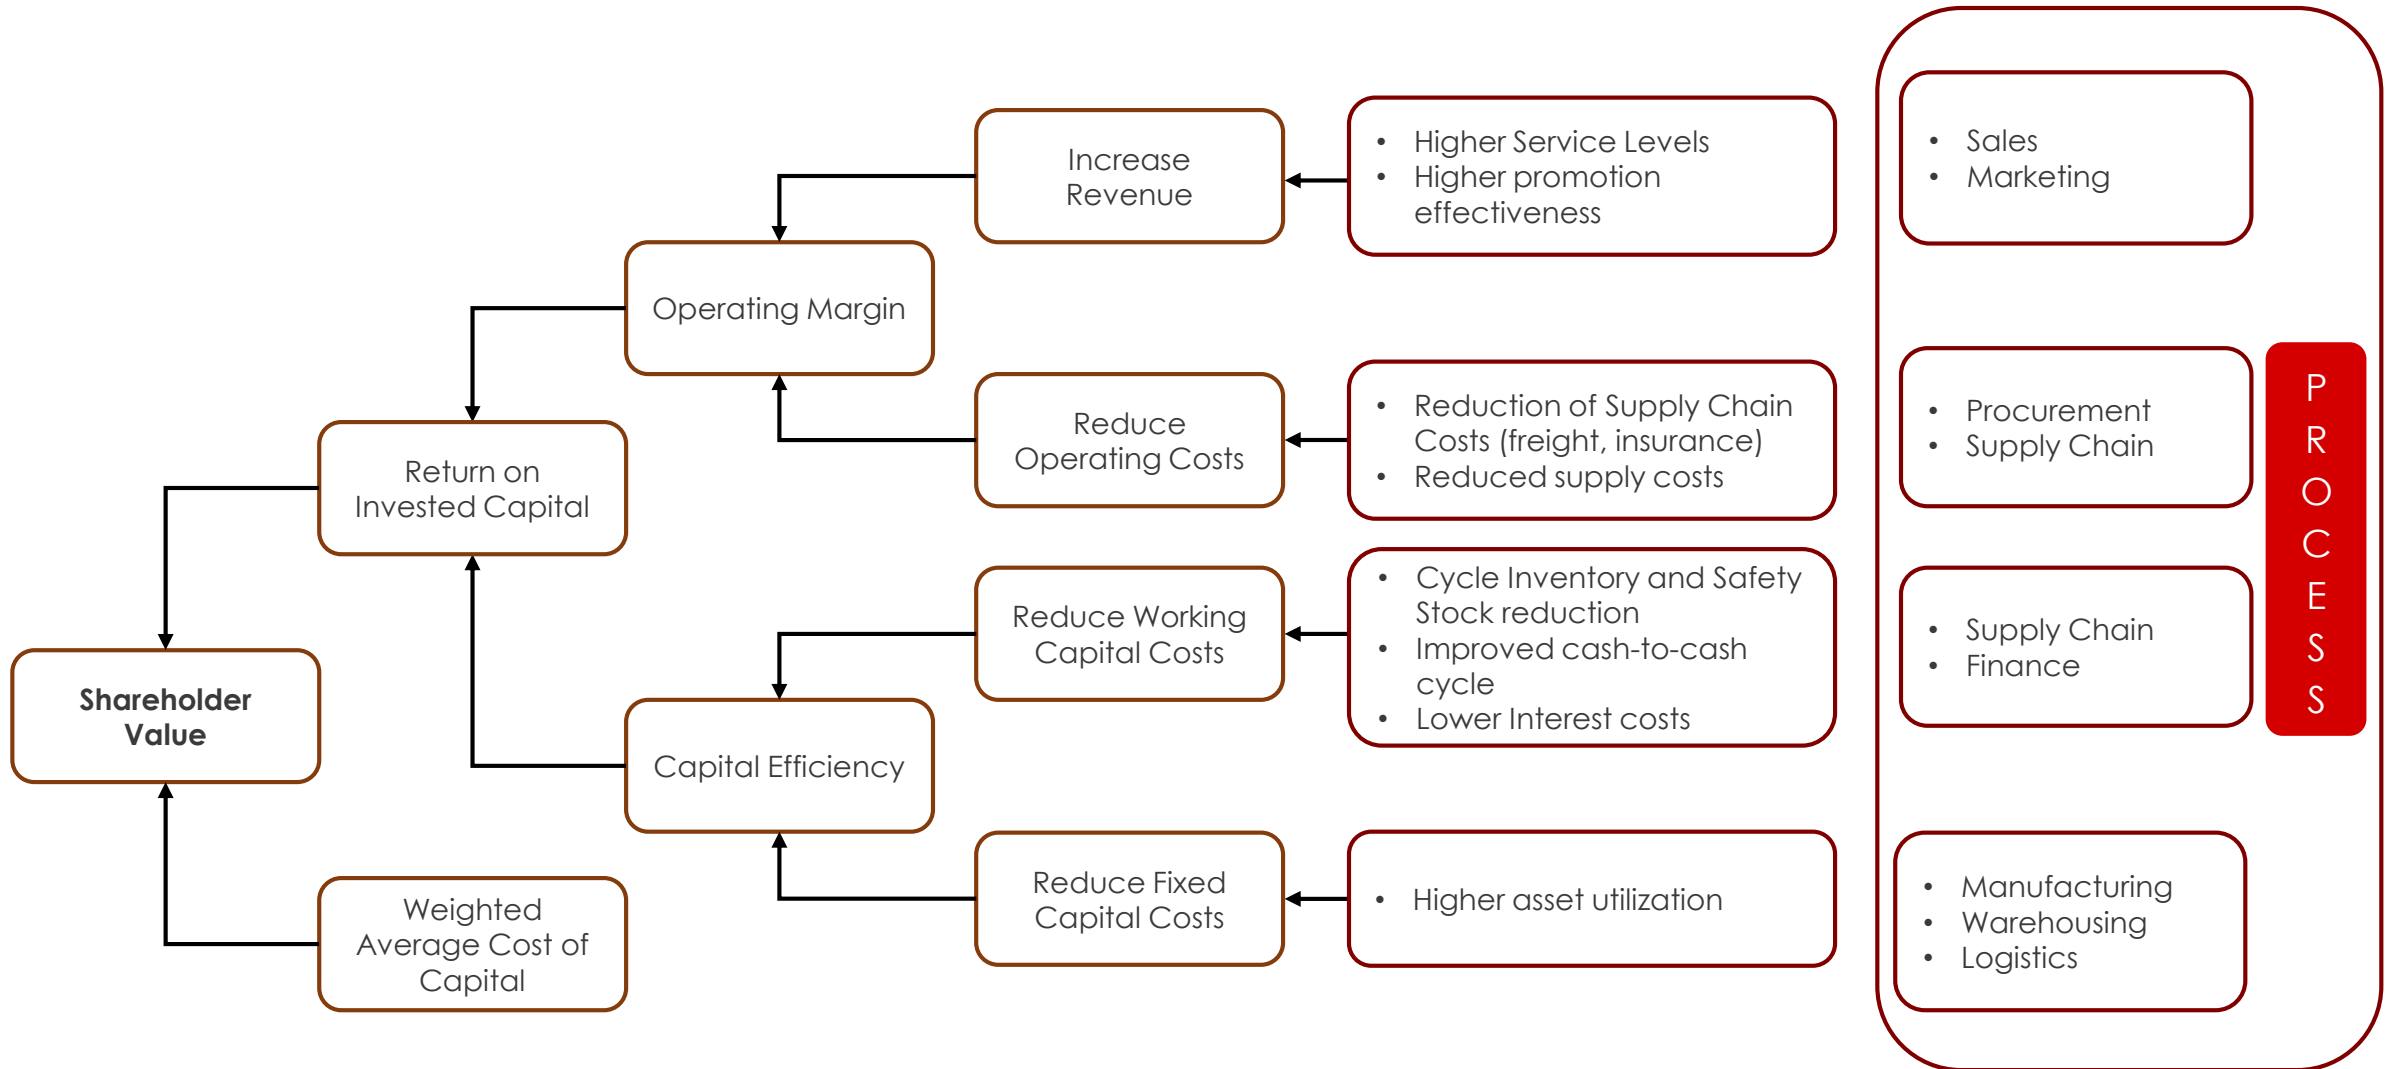 Increase
Revenue
• Higher Service Levels
• Higher promotion
effectiveness
• Sales
• Marketing
Operating Margin
Reduce
Operating Costs
• Reduction of Supply Chain
Costs (freight, insurance)
• Reduced supply costs
• Procurement
• Supply Chain
P
R
O
C
E
S
S
Return on
Invested Capital
Reduce Working
Capital Costs
• Cycle Inventory and Safety
Stock reduction
• Improved cash-to-cash
cycle
• Lower Interest costs
• Supply Chain
• Finance
Shareholder
Value
Capital Efficiency
Weighted
Average Cost of
Capital
Reduce Fixed
Capital Costs
• Higher asset utilization
• Manufacturing
• Warehousing
• Logistics